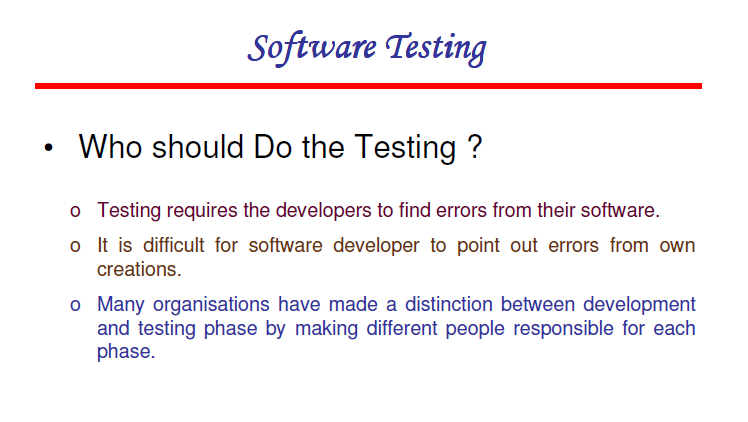 Software Testing
• Who should Do the Testing ?
o Testing requires the developers to find errors from their software.
o It is difficult for software developer to point out errors from own
creations.
o Many organisations have made a distinction between development
and testing phase by making different people responsible for each
phase.